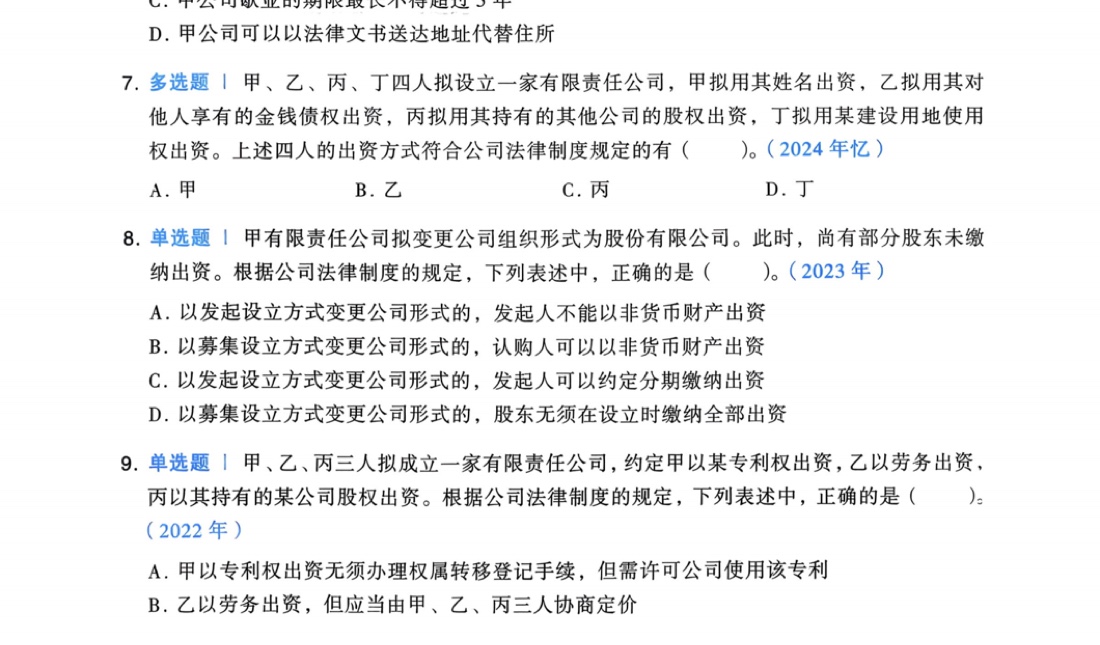 C. 甲公司歇业的期限最长不得超过 3 年
D. 甲公司可以以法律文书送达地址代替住所
7. 多选题 | 甲、乙、丙、丁四人拟设立一家有限责任公司，甲拟用其姓名出资，乙拟用其对
他人享有的金钱债权出资，丙拟用其持有的其他公司的股权出资，丁拟用某建设用地使用
权出资。上述四人的出资方式符合公司法律制度规定的有（　　）。（2024 年忆）
A. 甲 B. 乙 C. 丙 D. 丁
8. 单选题 | 甲有限责任公司拟变更公司组织形式为股份有限公司。此时，尚有部分股东未缴
纳出资。根据公司法律制度的规定，下列表述中，正确的是（　　）。（2023 年）
A. 以发起设立方式变更公司形式的，发起人不能以非货币财产出资
B. 以募集设立方式变更公司形式的，认购人可以以非货币财产出资
C. 以发起设立方式变更公司形式的，发起人可以约定分期缴纳出资
D. 以募集设立方式变更公司形式的，股东无须在设立时缴纳全部出资
9. 单选题 | 甲、乙、丙三人拟成立一家有限责任公司，约定甲以某专利权出资，乙以劳务出资，
丙以其持有的某公司股权出资。根据公司法律制度的规定，下列表述中，正确的是（　　）。
（2022 年）
A. 甲以专利权出资无须办理权属转移登记手续，但需许可公司使用该专利
B. 乙以劳务出资，但应当由甲、乙、丙三人协商定价